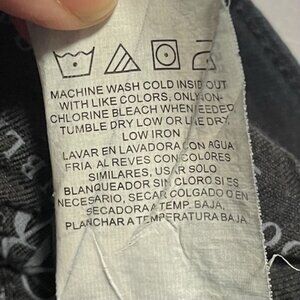 MACHINE WASH COLD INSIDE OUT
WITH LIKE COLORS, ONLY NON-
CHLORINE BLEACH WHEN NEEDED,
TUMBLE DRY LOW OR LINE DRY,
LOW IRON
LAVAR EN LAVADORA CON AGUA
FRIA AL REVES CON COLORES
SIMILARES, USAR SOLO
BLANQUEADOR SIN CLORO SI ES
NECESARIO, SECAR COLGADO O
EN SECADORA A TEMP. BAJA,
PLANCHAR A TEMPERATURA BAJA.